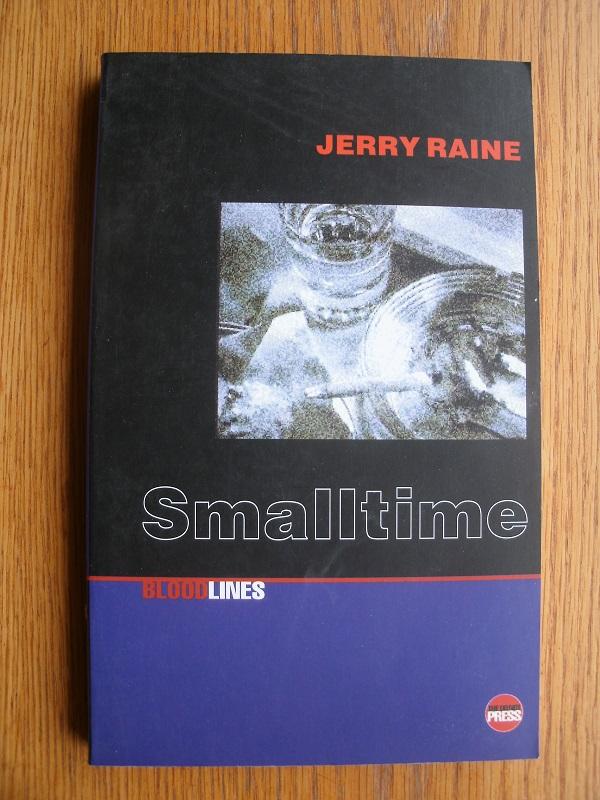 JERRY RAINE
Smalltime
BLOODLINES
THE DO-NOT
PRESS